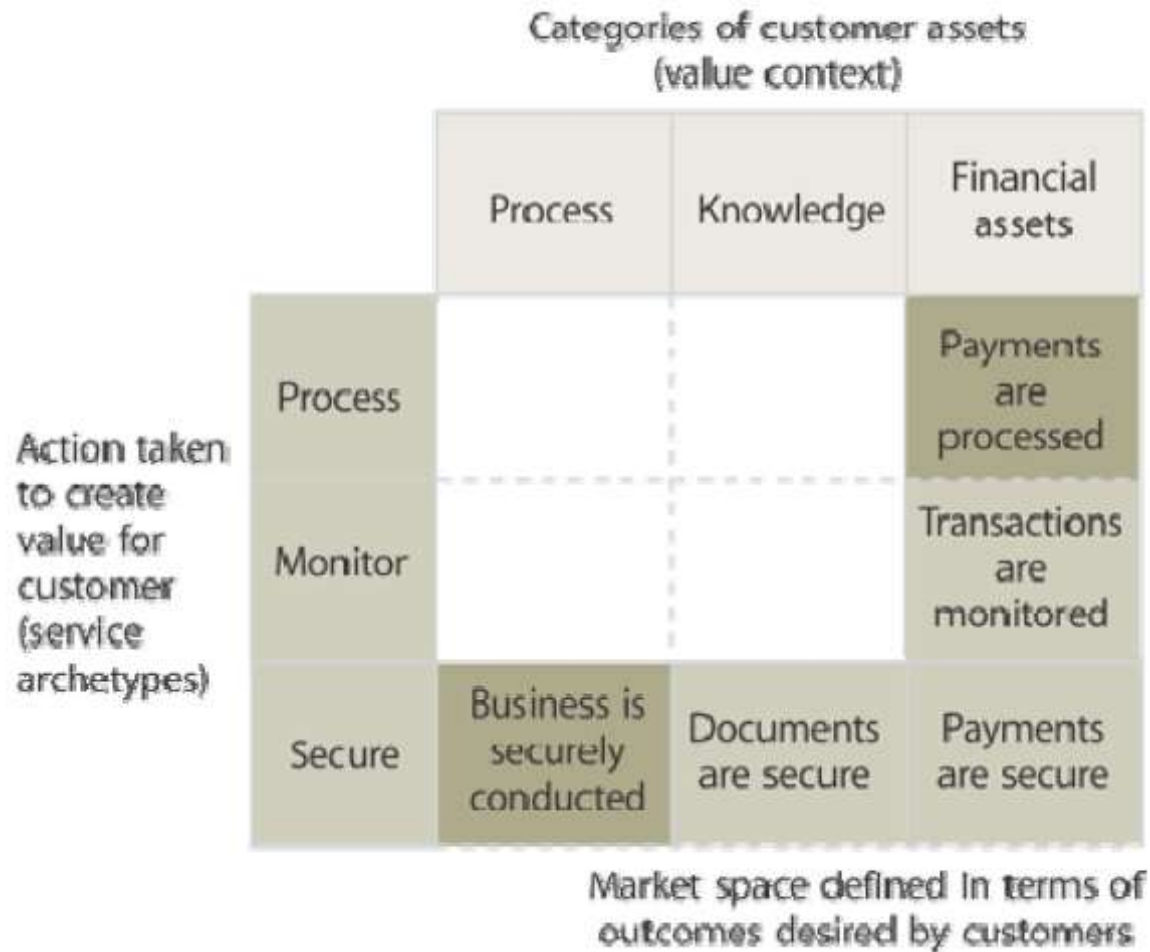 Categories of customer assets
(value context)
Process
Knowledge
Financial
assets
Action taken
to create
value for
customer
(service
archetypes)
Process
Payments
are
processed
Monitor
Transactions
are
monitored
Secure
Business is
securely
conducted
Documents
are secure
Payments
are secure
Market space defined in terms of
outcomes desired by customers